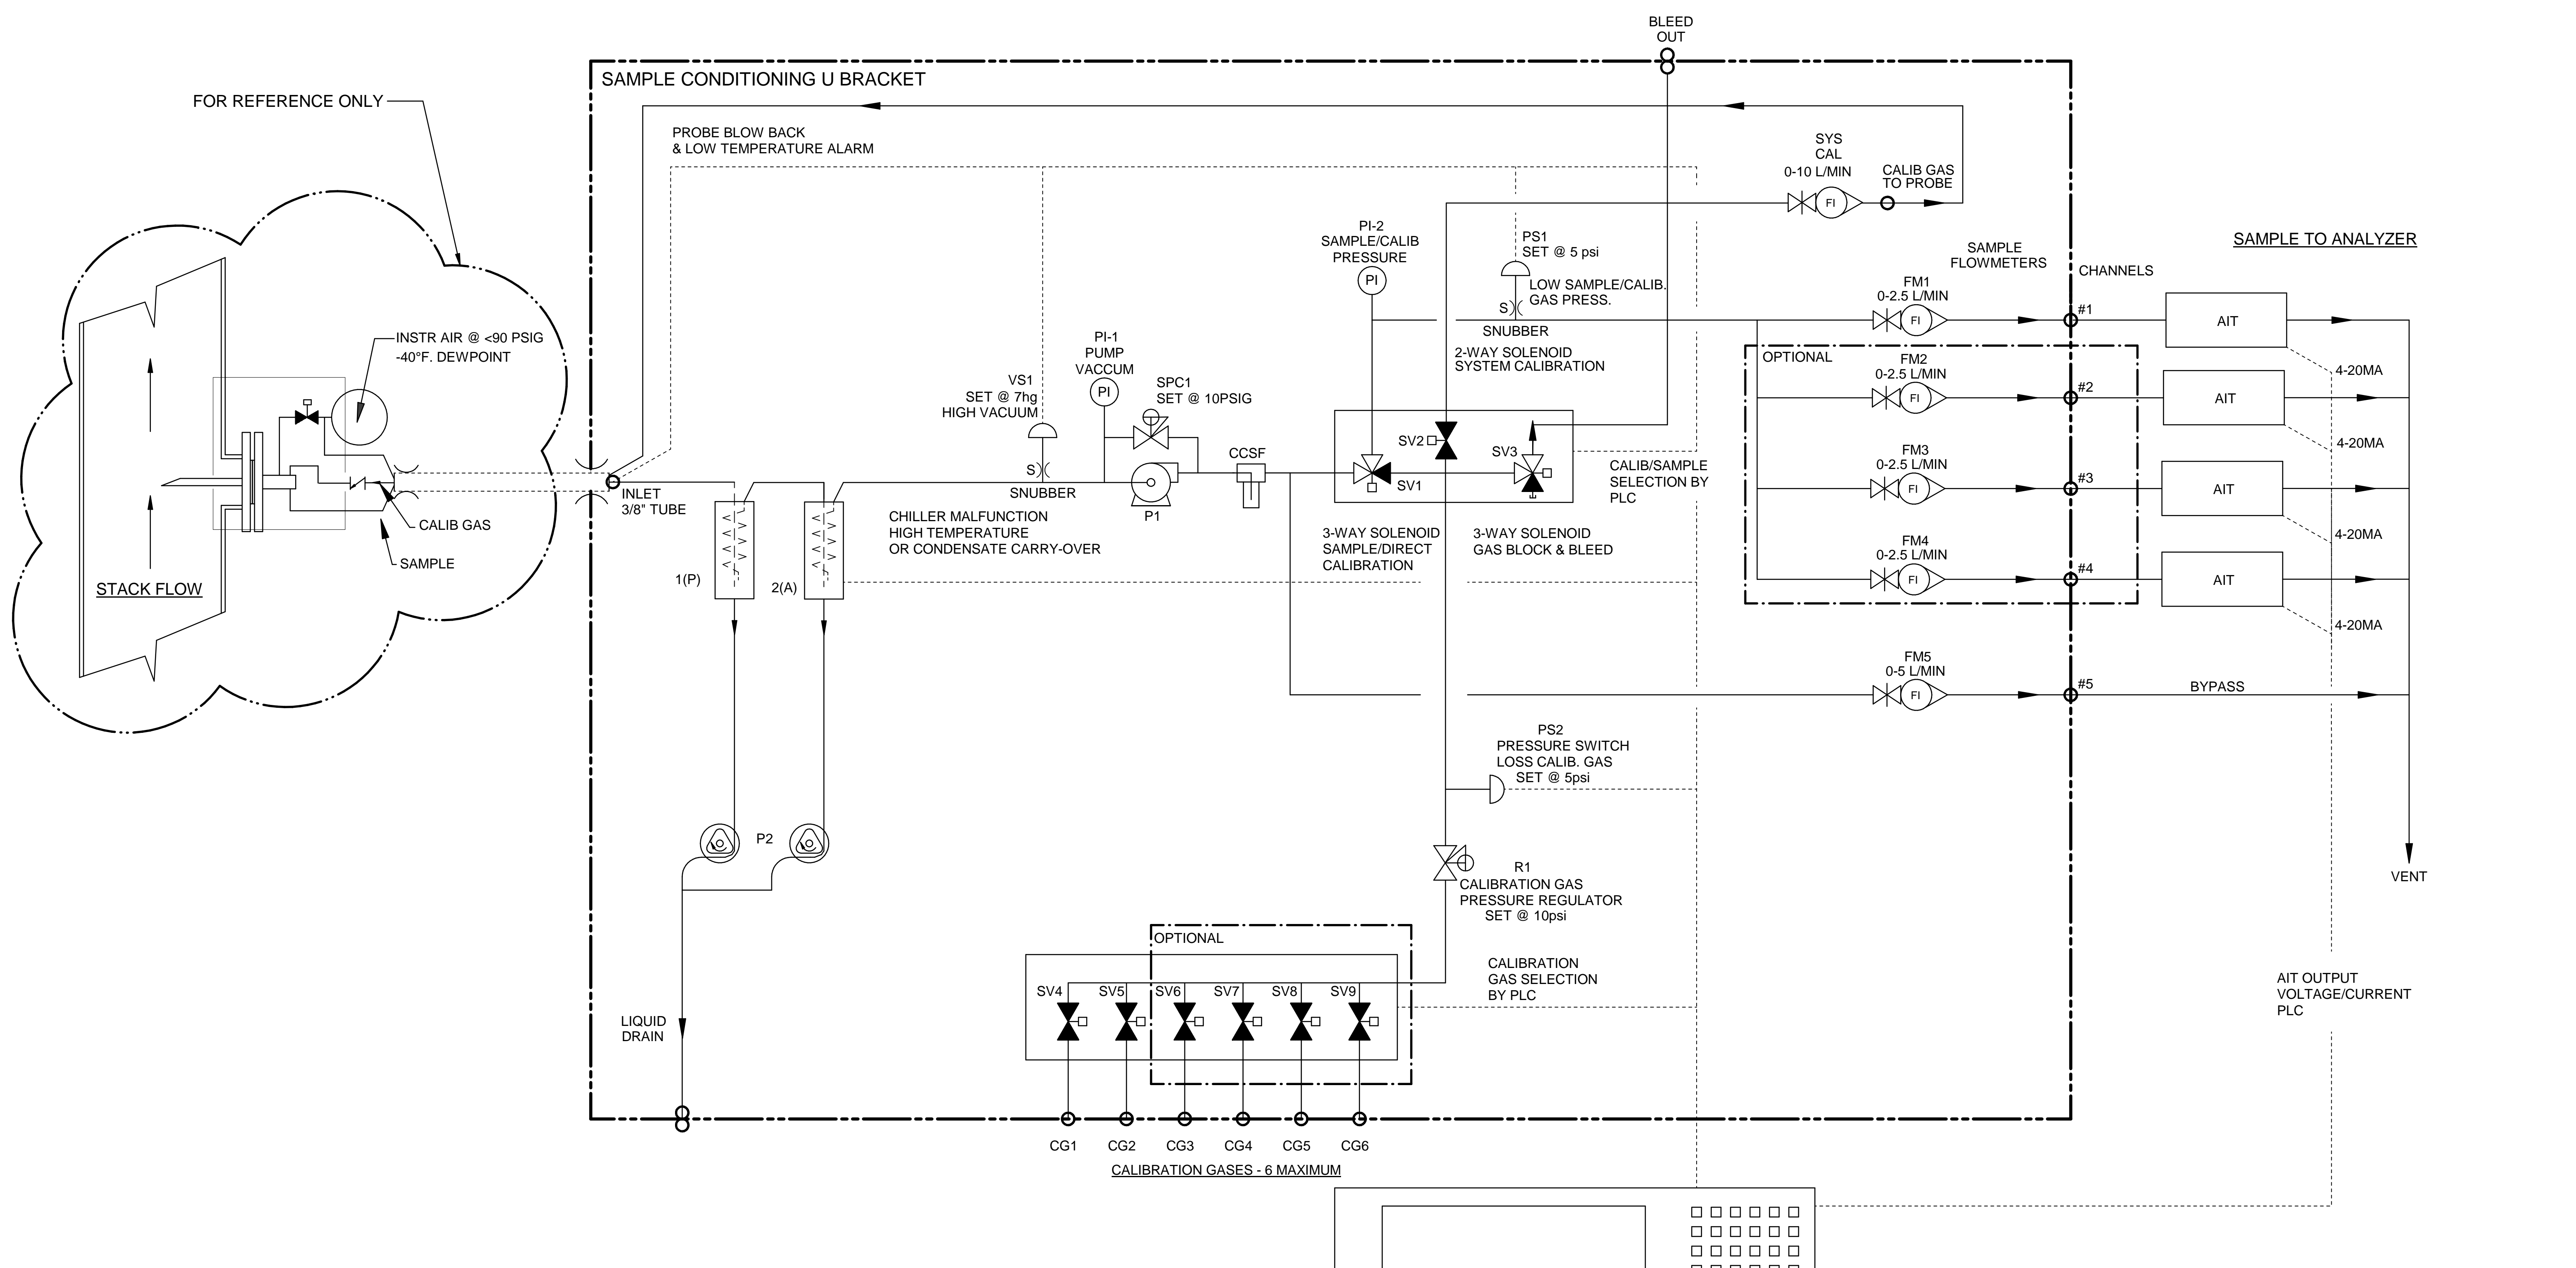 BLEED
OUT
SAMPLE CONDITIONING U BRACKET
FOR REFERENCE ONLY
PROBE BLOW BACK
& LOW TEMPERATURE ALARM
SYS
CAL
0-10 L/MIN
FI
CALIB GAS
TO PROBE
PI-2
SAMPLE/CALIB
PRESSURE
PI
PS1
SET @ 5 psi
LOW SAMPLE/CALIB.
GAS PRESS.
S
SNUBBER
SAMPLE
FLOWMETERS
SAMPLE TO ANALYZER
CHANNELS
FM1
0-2.5 L/MIN
FI
#1
AIT
4-20MA
OPTIONAL
FM2
0-2.5 L/MIN
FI
#2
AIT
4-20MA
FM3
0-2.5 L/MIN
FI
#3
AIT
4-20MA
FM4
0-2.5 L/MIN
FI
#4
AIT
4-20MA
FM5
0-5 L/MIN
FI
#5
BYPASS
VENT
INSTR AIR @ <90 PSIG
-40°F. DEWPOINT
CALIB GAS
SAMPLE
STACK FLOW
INLET
3/8" TUBE
1(P)
2(A)
VS1
SET @ 7hg
HIGH VACUUM
S
SNUBBER
PI-1
PUMP
VACCUM
PI
SPC1
SET @ 10PSIG
P1
CCSF
CHILLER MALFUNCTION
HIGH TEMPERATURE
OR CONDENSATE CARRY-OVER
2-WAY SOLENOID
SYSTEM CALIBRATION
SV2
SV3
SV1
CALIB/SAMPLE
SELECTION BY
PLC
3-WAY SOLENOID
SAMPLE/DIRECT
CALIBRATION
3-WAY SOLENOID
GAS BLOCK & BLEED
PS2
PRESSURE SWITCH
LOSS CALIB. GAS
SET @ 5psi
P2
R1
CALIBRATION GAS
PRESSURE REGULATOR
SET @ 10psi
OPTIONAL
SV4
SV5
SV6
SV7
SV8
SV9
CALIBRATION
GAS SELECTION
BY PLC
LIQUID
DRAIN
CG1
CG2
CG3
CG4
CG5
CG6
CALIBRATION GASES - 6 MAXIMUM
AIT OUTPUT
VOLTAGE/CURRENT
PLC